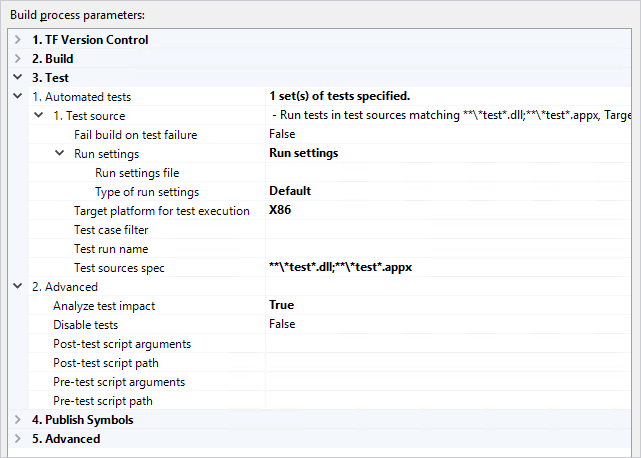 Build process parameters:
1. TF Version Control
2. Build
3. Test
1. Automated tests 1 set(s) of tests specified.
1. Test source - Run tests in test sources matching **\*test*.dll;**\*test*.appx, Targe
Fail build on test failure False
Run settings Run settings
Run settings file
Type of run settings Default
Target platform for test execution X86
Test case filter
Test run name
Test sources spec **\*test*.dll;**\*test*.appx
2. Advanced
Analyze test impact True
Disable tests False
Post-test script arguments
Post-test script path
Pre-test script arguments
Pre-test script path
4. Publish Symbols
5. Advanced